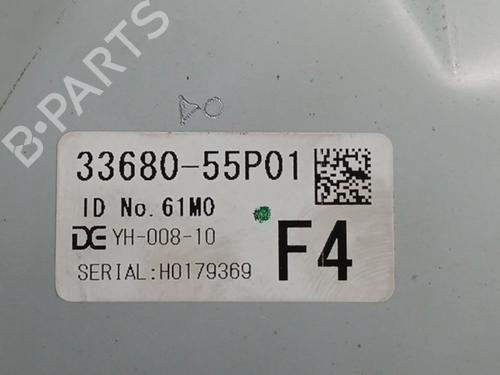 B-PARTS
33680-55P01
ID No. 61M0
DE YH-008-10
F4
SERIAL:H0179369